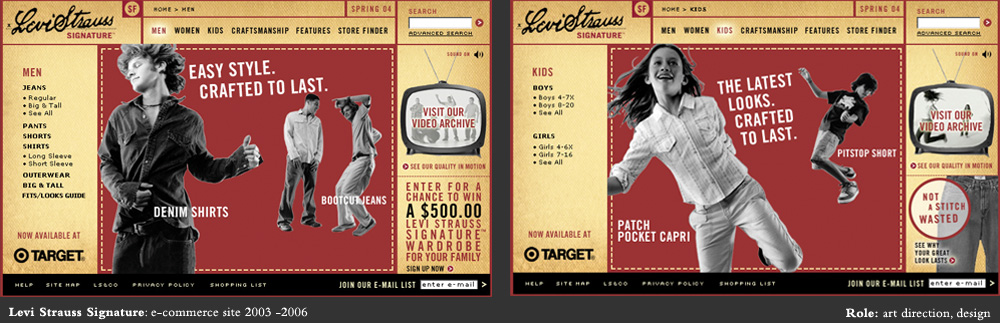 Levi Strauss
SIGNATURE™
SF
HOME > MEN
SPRING 04
SEARCH
ADVANCED SEARCH
MEN WOMEN KIDS CRAFTSMANSHIP FEATURES STORE FINDER
MEN
JEANS
• Regular
• Big & Tall
• See All
PANTS
SHORTS
SHIRTS
• Long Sleeve
• Short Sleeve
OUTERWEAR
BIG & TALL
FIT/LOOKS GUIDE
NOW AVAILABLE AT
TARGET
EASY STYLE.
CRAFTED TO LAST.
DENIM SHIRTS
BOOTCUT JEANS
SOUND ON
VISIT OUR
VIDEO ARCHIVE
SEE OUR QUALITY IN MOTION
ENTER FOR A
CHANCE TO WIN
A $500.00
LEVI STRAUSS
SIGNATURE™
WARDROBE
FOR YOUR FAMILY
SIGN UP NOW
HELP SITE MAP LS&CO PRIVACY POLICY SHOPPING LIST
JOIN OUR E-MAIL LIST enter e-mail >
Levi Strauss
SIGNATURE™
SF
HOME > KIDS
SPRING 04
SEARCH
ADVANCED SEARCH
MEN WOMEN KIDS CRAFTSMANSHIP FEATURES STORE FINDER
KIDS
BOYS
• Boys 4-7X
• Boys 8-20
• See All
GIRLS
• Girls 4-6X
• Girls 7-16
• See All
NOW AVAILABLE AT
TARGET
THE LATEST
LOOKS.
CRAFTED
TO LAST.
PATCH
POCKET CAPRI
PITSTOP SHORT
SOUND ON
VISIT OUR
VIDEO ARCHIVE
SEE OUR QUALITY IN MOTION
NOT
A STITCH
WASTED
SEE WHY
YOUR GREAT
LOOK LASTS
HELP SITE MAP LS&CO PRIVACY POLICY SHOPPING LIST
JOIN OUR E-MAIL LIST enter e-mail >
Levi Strauss Signature: e-commerce site 2003 -2006
Role: art direction, design